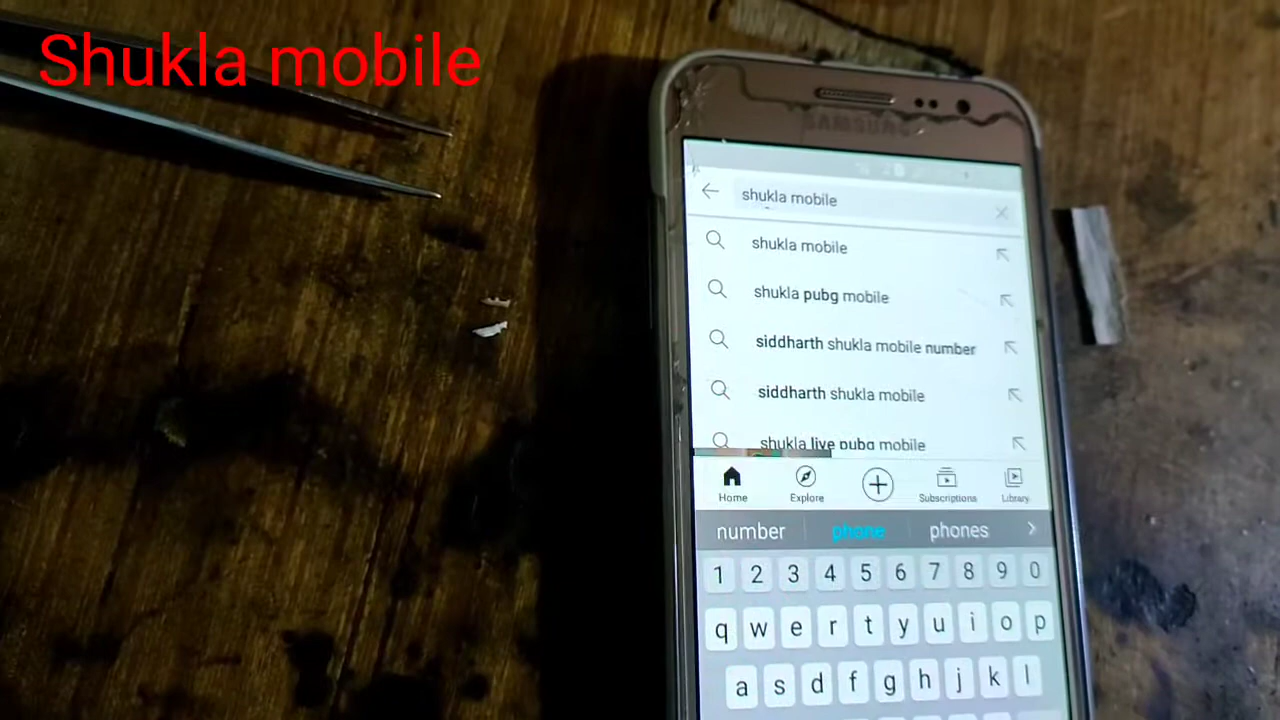 Shukla mobile
SAMSUNG
shukla mobile
shukla mobile
shukla pubg mobile
siddharth shukla mobile number
siddharth shukla mobile
shukla live pubg mobile
Home Explore Subscriptions Library
number phone phones
1 2 3 4 5 6 7 8 9 0
q w e r t y u i o p
a s d f g h j k l